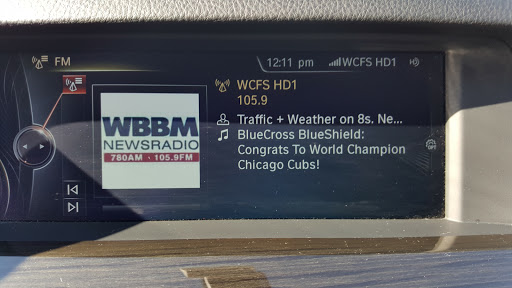 FM
12:11 pm
WCFS HD1
WCFS HD1
105.9
Traffic + Weather on 8s. Ne...
BlueCross BlueShield:
Congrats To World Champion
Chicago Cubs!
WBBM
NEWSRADIO
780AM · 105.9FM
OFF